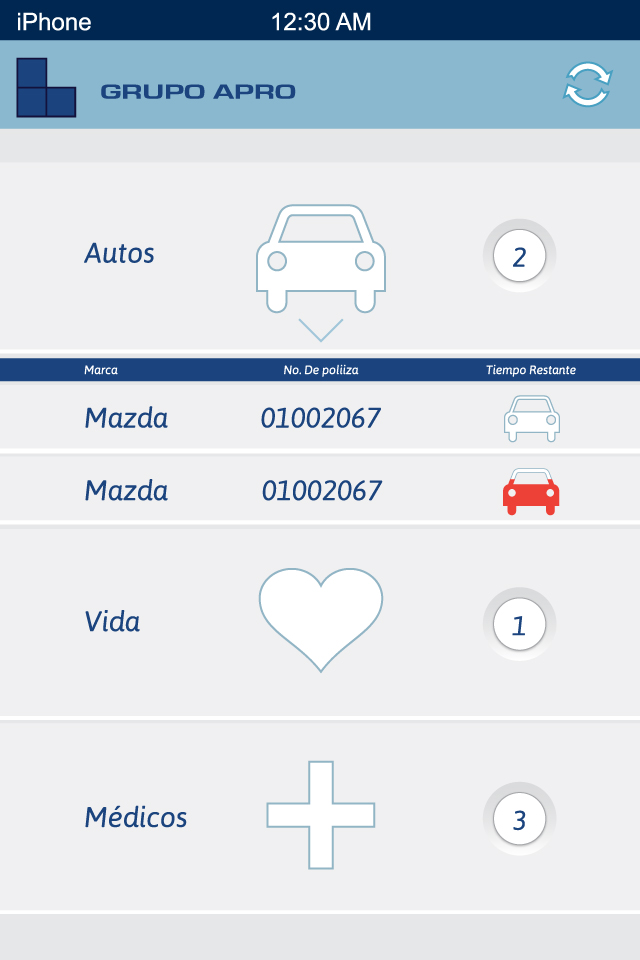 iPhone 12:30 AM
GRUPO APRO
Autos 2
Marca No. De poliiza Tiempo Restante
Mazda 01002067
Mazda 01002067
Vida 1
Médicos 3